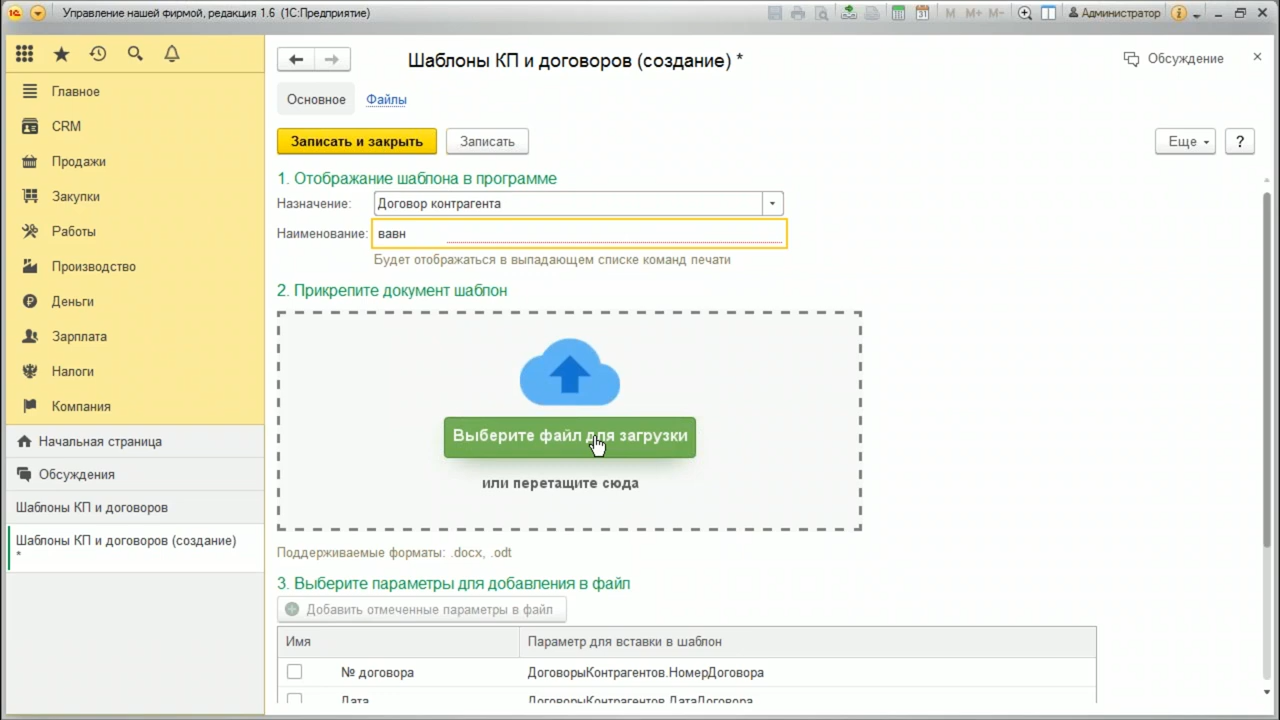 Управление нашей фирмой, редакция 1.6 (1С:Предприятие)
M M+ M- Администратор
Шаблоны КП и договоров (создание) *
Обсуждение
Основное Файлы
Записать и закрыть Записать Еще ?
Главное
CRM
Продажи
Закупки
Работы
Производство
Деньги
Зарплата
Налоги
Компания
Начальная страница
Обсуждения
Шаблоны КП и договоров
Шаблоны КП и договоров (создание)
*
1. Отображание шаблона в программе
Назначение: Договор контрагента
Наименование: вавн
Будет отображаться в выпадающем списке команд печати
2. Прикрепите документ шаблон
Выберите файл для загрузки
или перетащите сюда
Поддерживаемые форматы: .docx, .odt
3. Выберите параметры для добавления в файл
Добавить отмеченные параметры в файл
Имя Параметр для вставки в шаблон
№ договора ДоговорыКонтрагентов.НомерДоговора
Дата ДоговорыКонтрагентов.ДатаДоговора